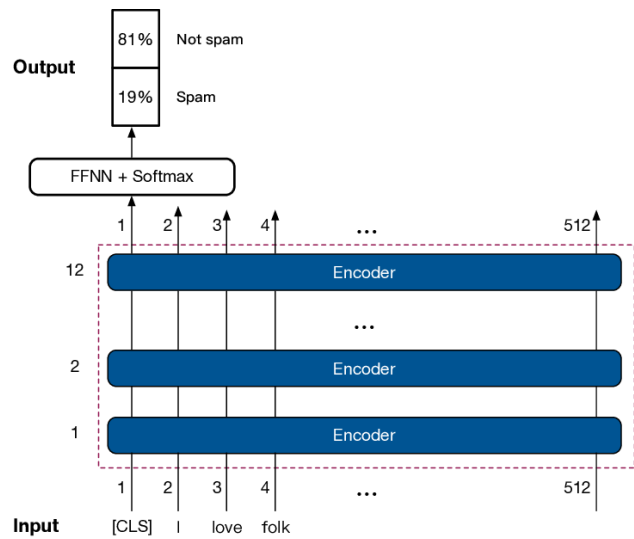 81% Not spam
Output
19% Spam
FFNN + Softmax
1 2 3 4 ... 512
12 Encoder
...
2 Encoder
1 Encoder
1 2 3 4 ... 512
Input [CLS] I love folk